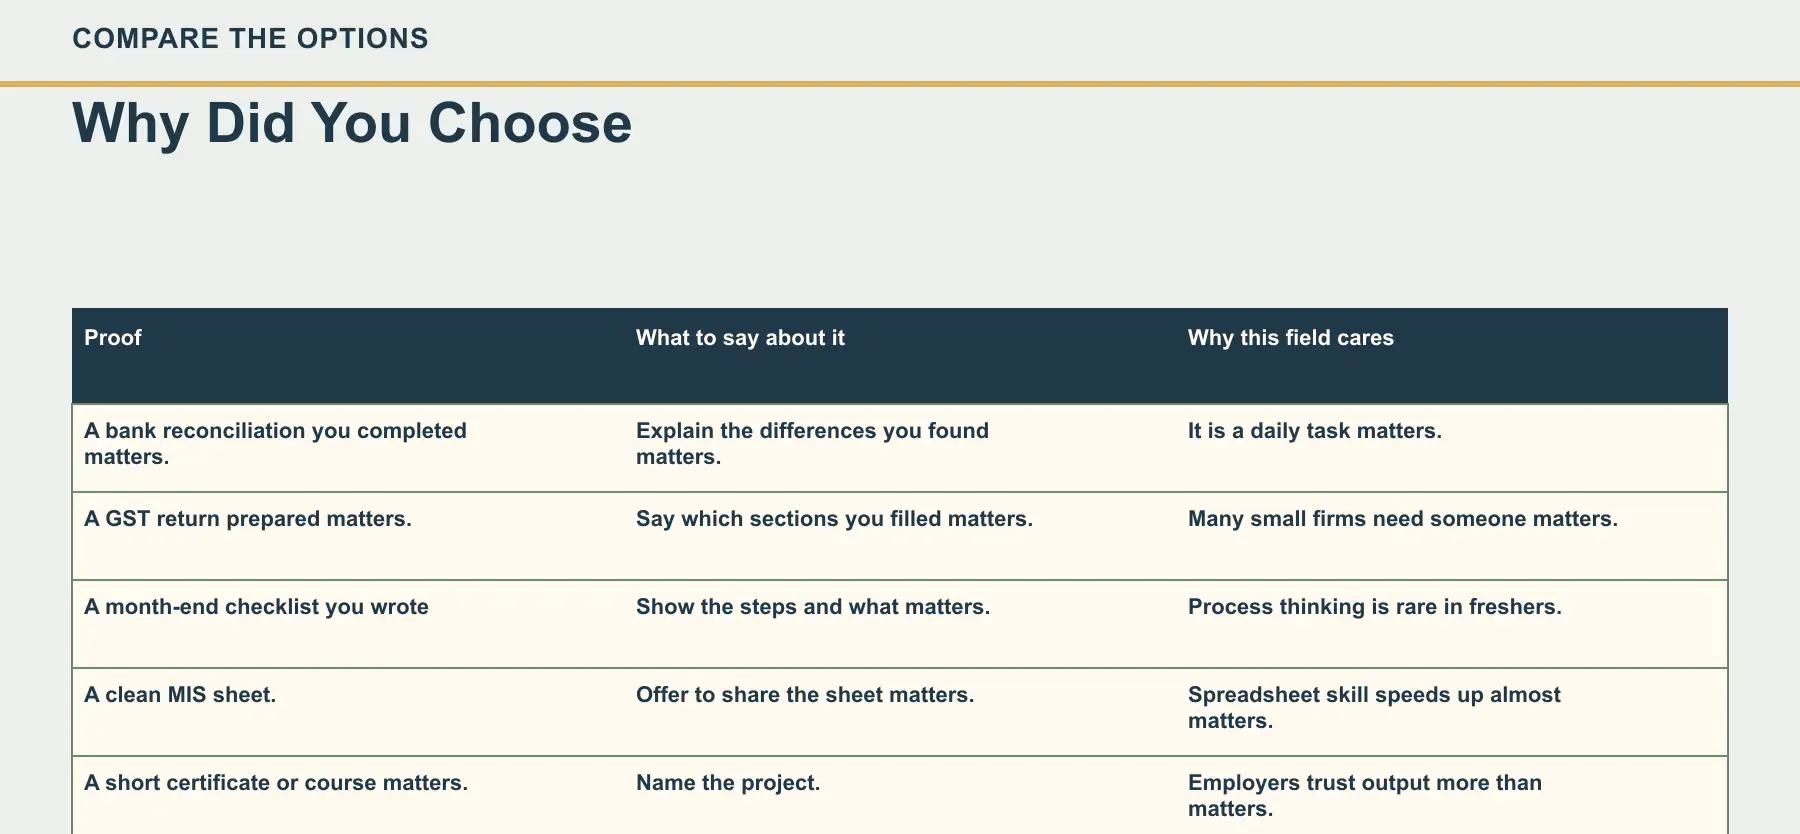 COMPARE THE OPTIONS
Why Did You Choose
Proof
What to say about it
Why this field cares
A bank reconciliation you completed
matters.
Explain the differences you found
matters.
It is a daily task matters.
A GST return prepared matters.
Say which sections you filled matters.
Many small firms need someone matters.
A month-end checklist you wrote
Show the steps and what matters.
Process thinking is rare in freshers.
A clean MIS sheet.
Offer to share the sheet matters.
Spreadsheet skill speeds up almost
matters.
A short certificate or course matters.
Name the project.
Employers trust output more than
matters.